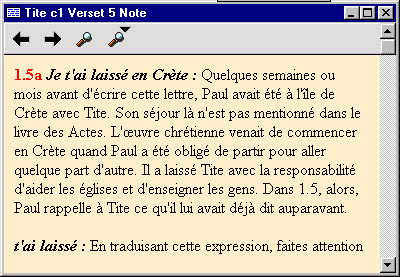 Tite c1 Verset 5 Note
1.5a Je t'ai laissé en Crète : Quelques semaines ou
mois avant d'écrire cette lettre, Paul avait été à l'île de
Crète avec Tite. Son séjour là n'est pas mentionné dans le
livre des Actes. L'œuvre chrétienne venait de commencer
en Crète quand Paul a été obligé de partir pour aller
quelque part d'autre. Il a laissé Tite avec la responsabilité
d'aider les églises et d'enseigner les gens. Dans 1.5, alors,
Paul rappelle à Tite ce qu'il lui avait déjà dit auparavant.
t'ai laissé : En traduisant cette expression, faites attention